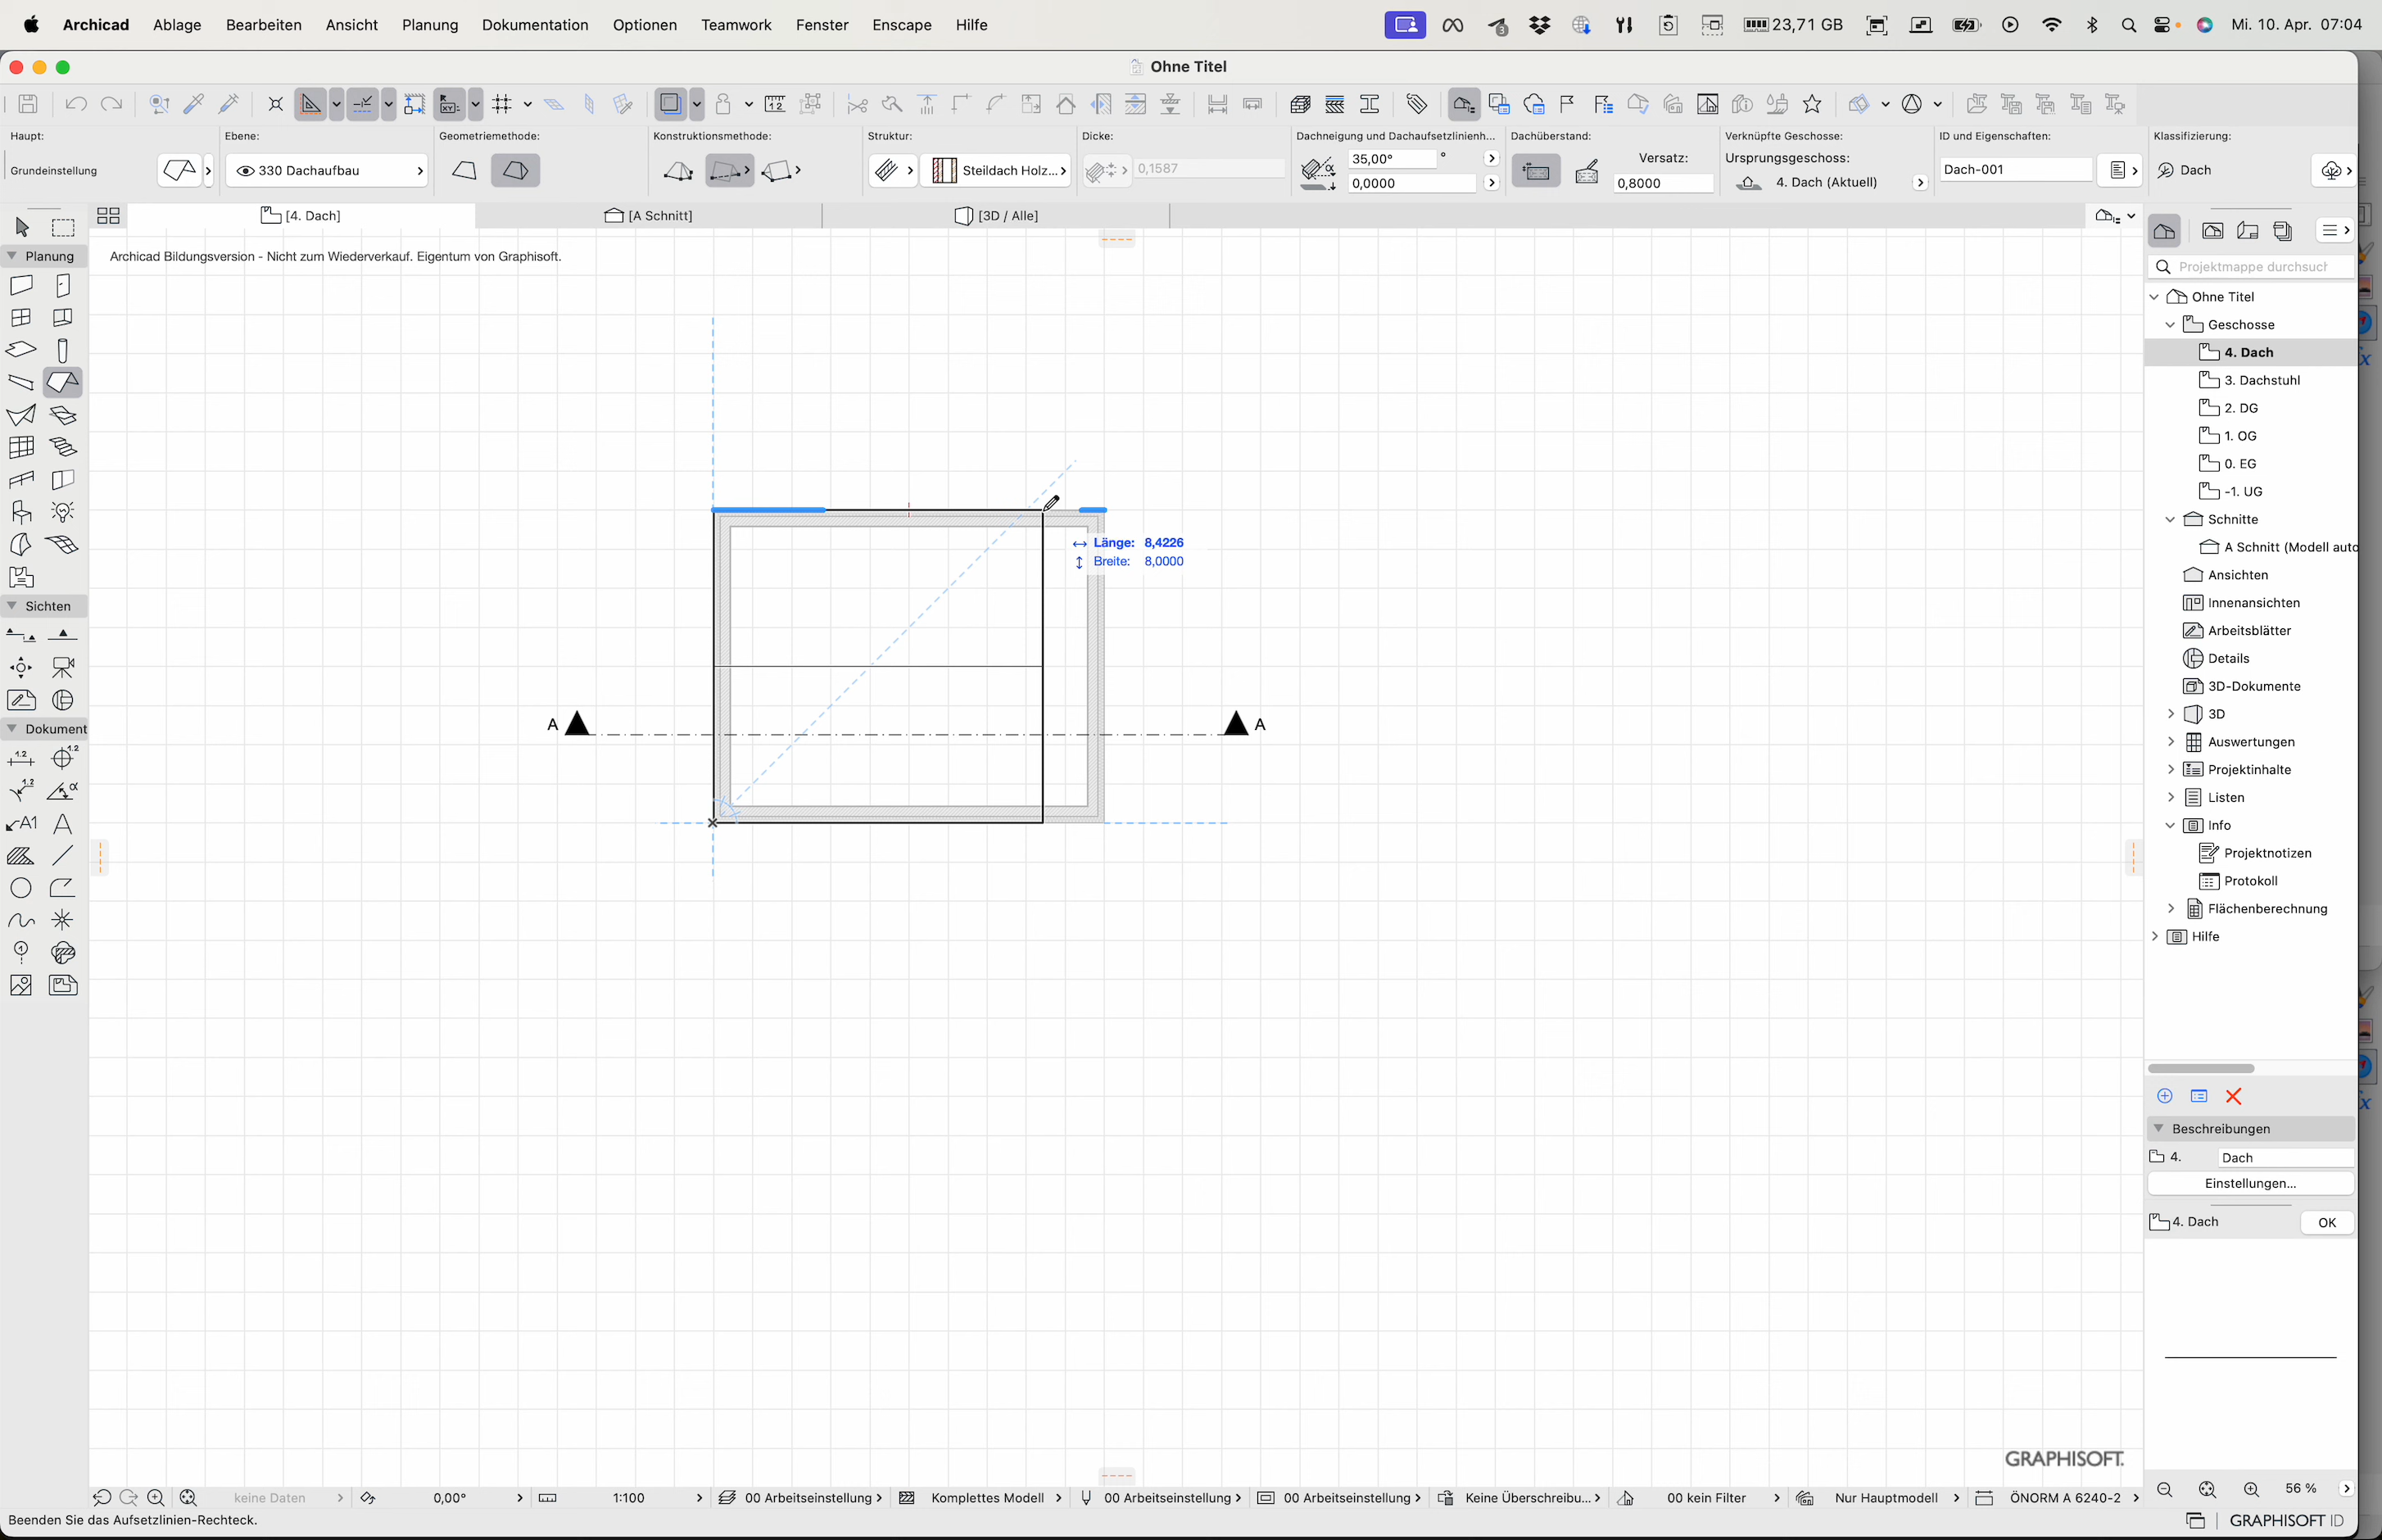 Archicad Ablage Bearbeiten Ansicht Planung Dokumentation Optionen Teamwork Fenster Enscape Hilfe 3 23,71 GB Mi. 10. Apr. 07:04
Ohne Titel
Haupt: Ebene: Geometriemethode: Konstruktionsmethode: Struktur: Dicke: Dachneigung und Dachaufsetzlinienh... Dachüberstand: Verknüpfte Geschosse: ID und Eigenschaften: Klassifizierung:
Grundeinstellung 330 Dachaufbau Steildach Holz... 0,1587 35,00° ° Versatz: Ursprungsgeschoss: Dach-001 Dach
0,0000 0,8000 4. Dach (Aktuell)
[4. Dach] [A Schnitt] [3D / Alle]
Archicad Bildungsversion - Nicht zum Wiederverkauf. Eigentum von Graphisoft.
Planung
Sichten
Dokument
Länge: 8,4226
Breite: 8,0000
A A
Projektmappe durchsuch
Ohne Titel
Geschosse
4. Dach
3. Dachstuhl
2. DG
1. OG
0. EG
-1. UG
Schnitte
A Schnitt (Modell auto
Ansichten
Innenansichten
Arbeitsblätter
Details
3D-Dokumente
3D
Auswertungen
Projektinhalte
Listen
Info
Projektnotizen
Protokoll
Flächenberechnung
Hilfe
Beschreibungen
4. Dach
Einstellungen...
4. Dach OK
GRAPHISOFT.
keine Daten 0,00° 1:100 00 Arbeitseinstellung Komplettes Modell 00 Arbeitseinstellung 00 Arbeitseinstellung Keine Überschreibu... 00 kein Filter Nur Hauptmodell ÖNORM A 6240-2 56 %
Beenden Sie das Aufsetzlinien-Rechteck. GRAPHISOFT ID